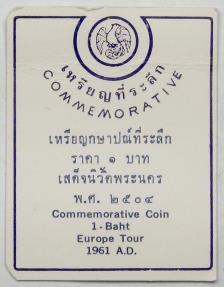 เหรียญที่ระลึก
COMMEMORATIVE
เหรียญกษาปณ์ที่ระลึก
ราคา ๑ บาท
เสด็จนิวัตพระนคร
พ.ศ. ๒๕๐๔
Commemorative Coin
1-Baht
Europe Tour
1961 A.D.